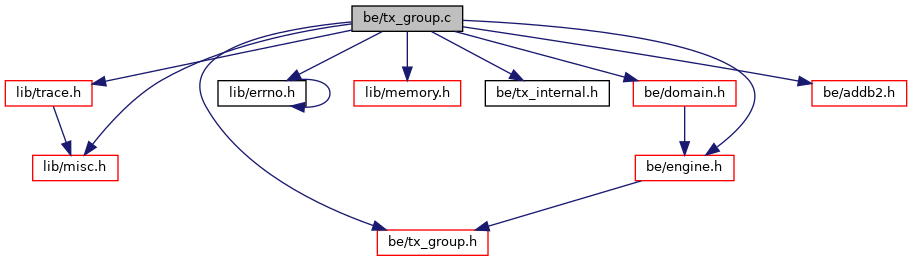 be/tx_group.c
lib/trace.h
lib/errno.h
lib/memory.h
be/tx_internal.h
be/domain.h
be/addb2.h
lib/misc.h
be/engine.h
be/tx_group.h